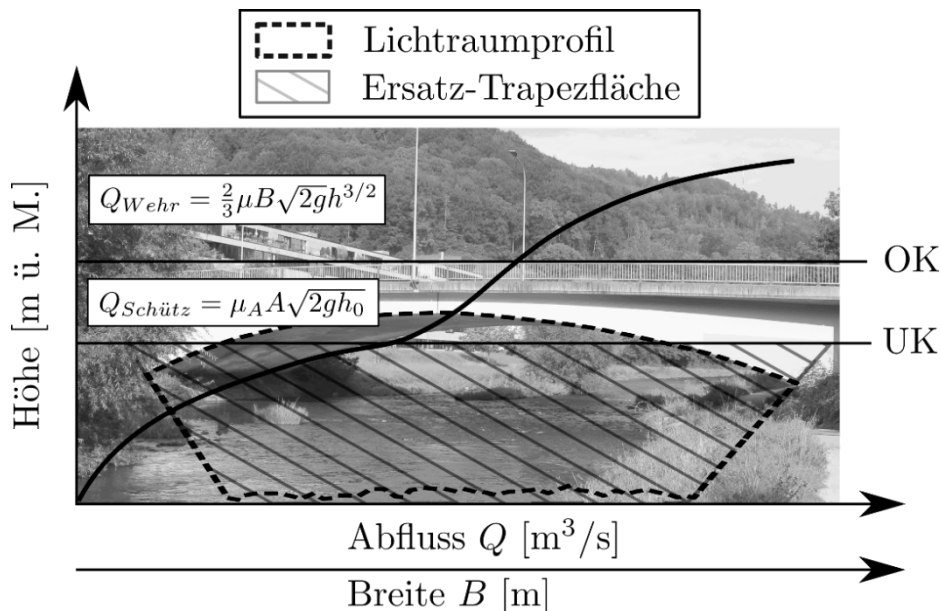 Lichtraumprofil
Ersatz-Trapezfläche
Höhe [m ü. M.]
Q_{Wehr} = \frac{2}{3} \mu B \sqrt{2g} h^{3/2}
OK
Q_{Schütz} = \mu_A A \sqrt{2gh_0}
UK
Abfluss Q [m³/s]
Breite B [m]